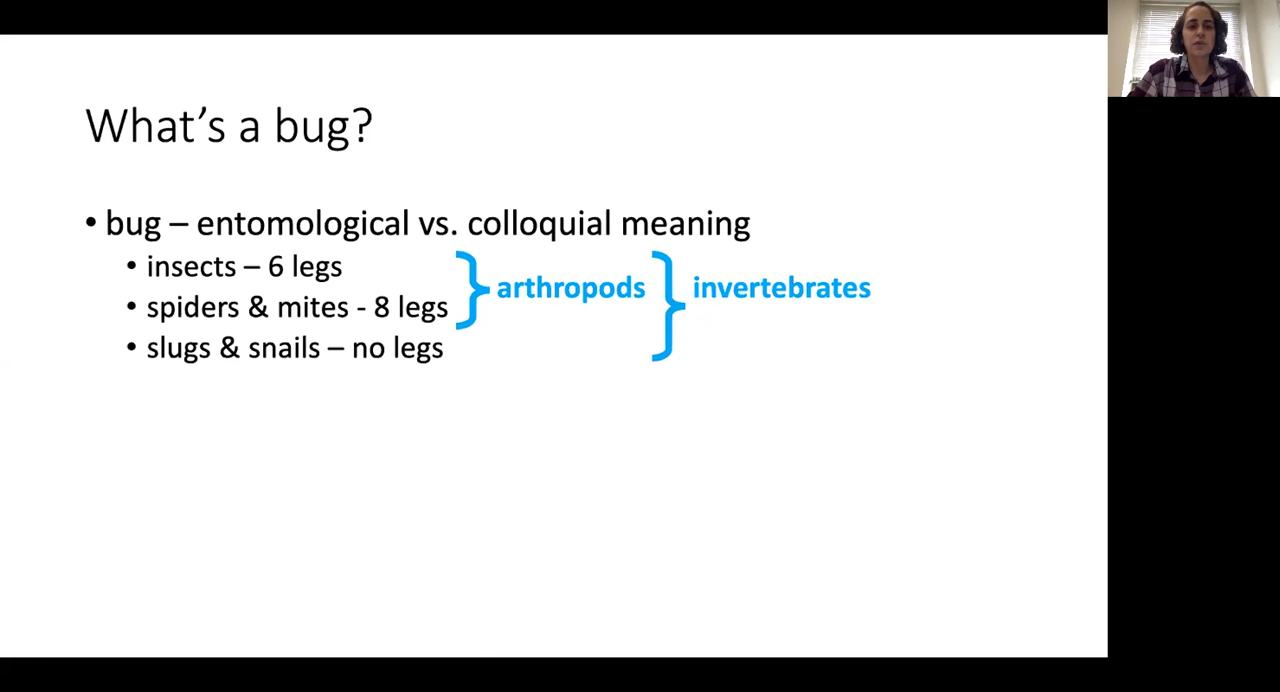 What’s a bug?
• bug – entomological vs. colloquial meaning
• insects – 6 legs
• spiders & mites - 8 legs
• slugs & snails – no legs
arthropods
invertebrates